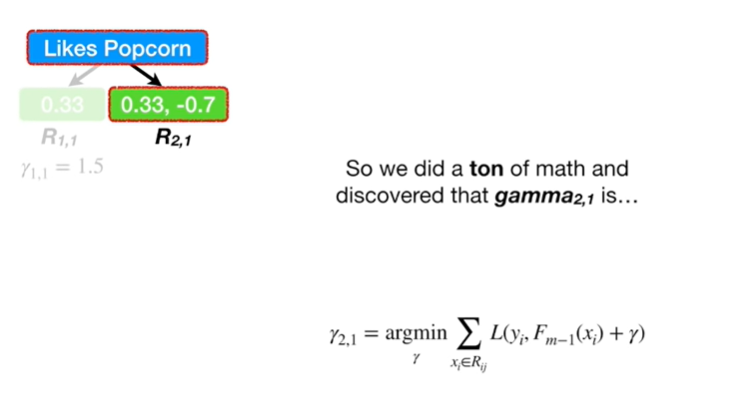 Likes Popcorn
0.33
0.33, -0.7
R1,1
R2,1
γ1,1 = 1.5
So we did a ton of math and
discovered that gamma2,1 is…
γ2,1 = argmin ∑ L(yi, Fm−1(xi) + γ)
γ xi∈Rij